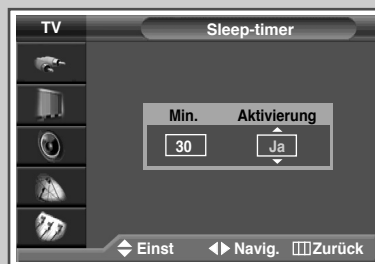 TV
Sleep-timer
Min. Aktivierung
30 Ja
Einst Navig. Zurück